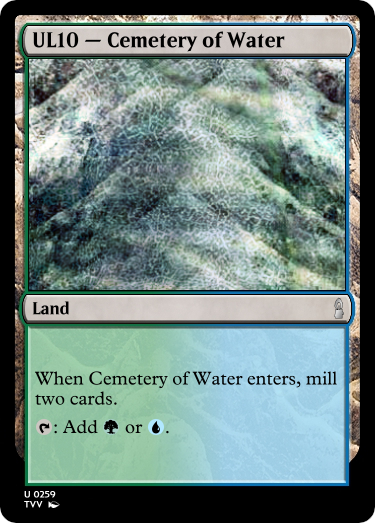 UL10 — Cemetery of Water
Land
When Cemetery of Water enters, mill
two cards.
: Add or .
U 0259
TVV